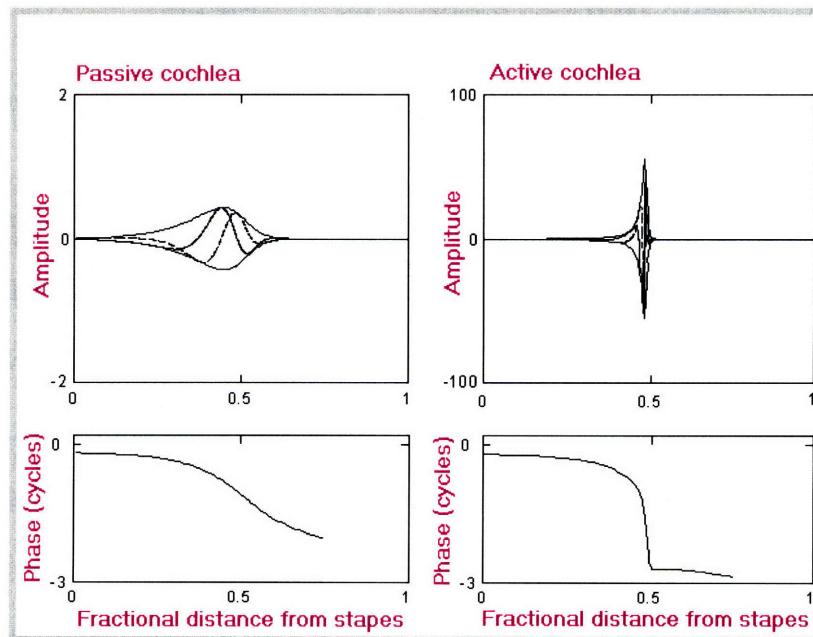 Passive cochlea
2
0
-2
Amplitude
0
0.5
1
0
-3
Phase (cycles)
0
0.5
1
Fractional distance from stapes
Active cochlea
100
0
-100
Amplitude
0
0.5
1
0
-3
Phase (cycles)
0
0.5
1
Fractional distance from stapes